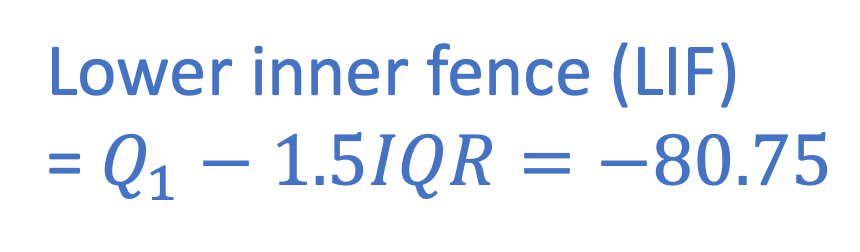 Lower inner fence (LIF)
= 𝑄₁ − 1.5𝐼𝑄𝑅 = −80.75